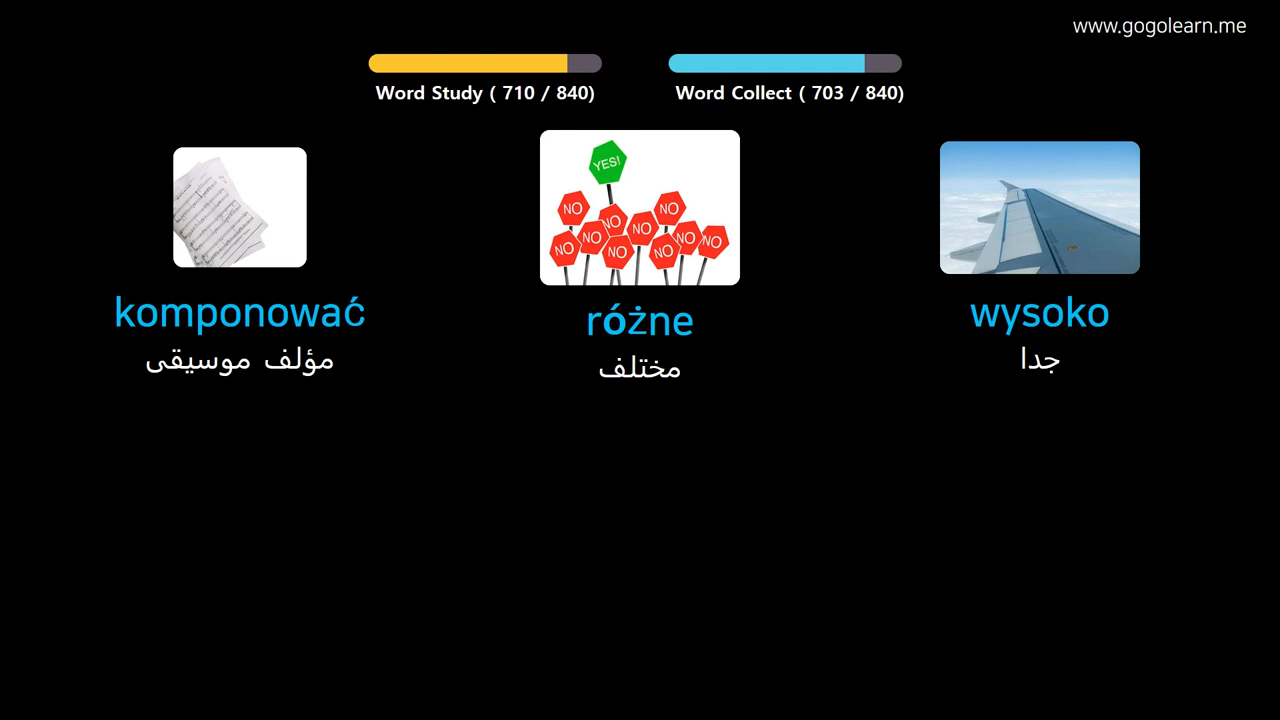 www.gogolearn.me
Word Study ( 710 / 840)
Word Collect ( 703 / 840)
YES!
NO
NO
NO
NO
NO
NO
NO
NO
NO
NO
komponować
مؤلف موسيقى
różne
مختلف
wysoko
جدا